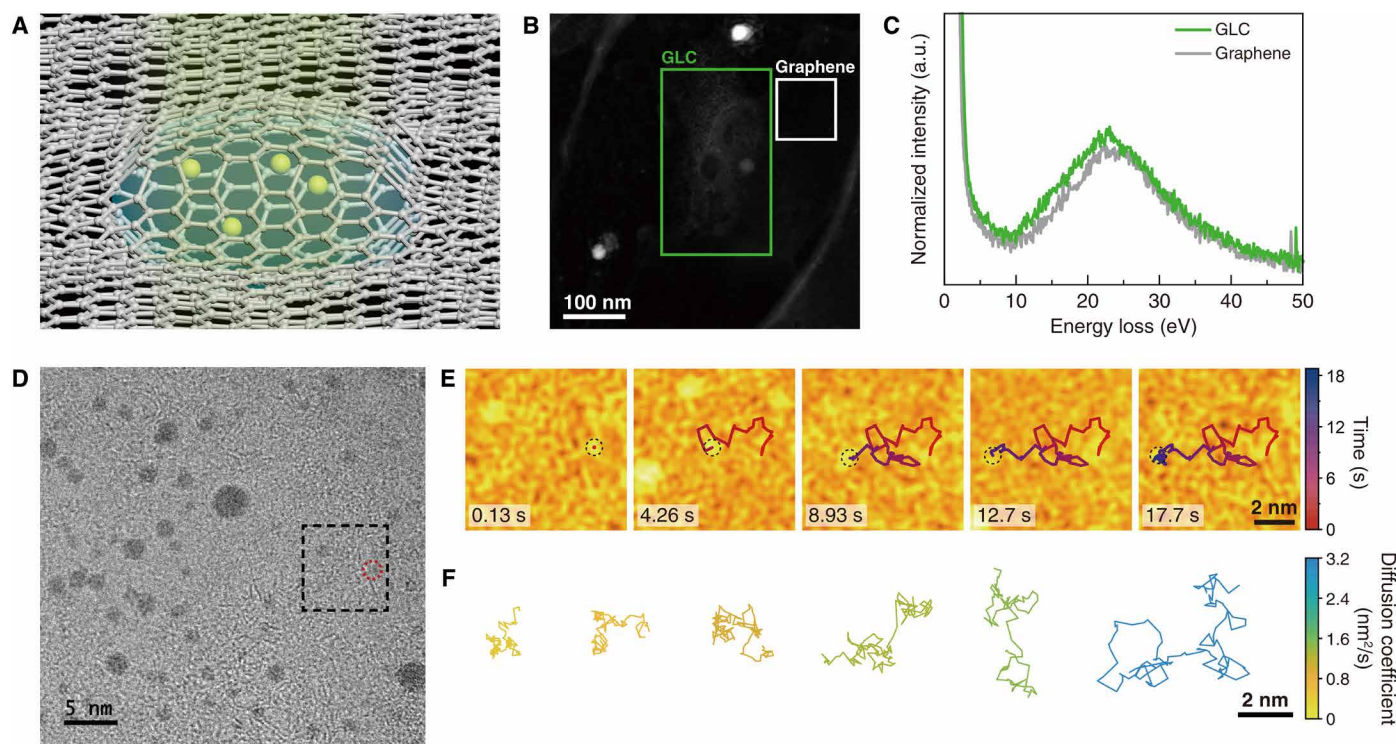 A
B
GLC
Graphene
100 nm
C
GLC
Graphene
Normalized intensity (a.u.)
0 10 20 30 40 50
Energy loss (eV)
D
5 nm
E
0.13 s
4.26 s
8.93 s
12.7 s
17.7 s
2 nm
18
12
6
0
Time (s)
F
2 nm
3.2
2.4
1.6
0.8
0
Diffusion coefficient
(nm²/s)